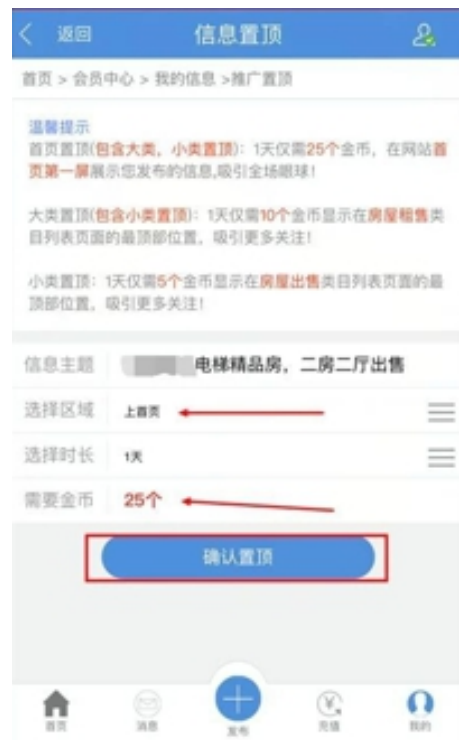 返回
信息置顶
首页 > 会员中心 > 我的信息 >推广置顶
温馨提示
首页置顶(包含大类、小类置顶)：1天仅需25个金币，在网站首
页第一屏展示您发布的信息,吸引全场眼球！
大类置顶(包含小类置顶)：1天仅需10个金币显示在房屋租售类
目列表页面的最顶部位置，吸引更多关注！
小类置顶：1天仅需5个金币显示在房屋出售类目列表页面的最
顶部位置，吸引更多关注！
信息主题 电梯精品房，二房二厅出售
选择区域 上首页
选择时长 1天
需要金币 25个
确认置顶
首页 消息 发布 充值 我的